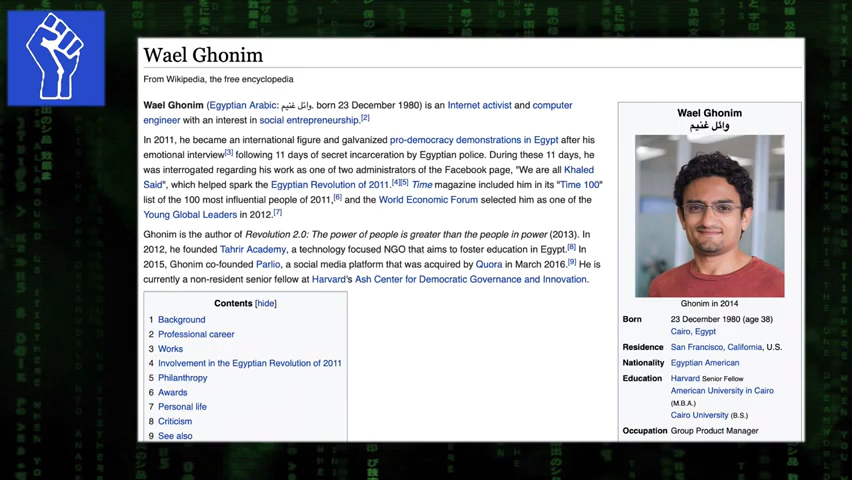 Wael Ghonim
From Wikipedia, the free encyclopedia
Wael Ghonim (Egyptian Arabic: وائل غنيم. born 23 December 1980) is an Internet activist and computer
engineer with an interest in social entrepreneurship.[2]
In 2011, he became an international figure and galvanized pro-democracy demonstrations in Egypt after his
emotional interview[3] following 11 days of secret incarceration by Egyptian police. During these 11 days, he
was interrogated regarding his work as one of two administrators of the Facebook page, "We are all Khaled
Said", which helped spark the Egyptian Revolution of 2011.[4][5] Time magazine included him in its "Time 100"
list of the 100 most influential people of 2011,[6] and the World Economic Forum selected him as one of the
Young Global Leaders in 2012.[7]
Ghonim is the author of Revolution 2.0: The power of people is greater than the people in power (2013). In
2012, he founded Tahrir Academy, a technology focused NGO that aims to foster education in Egypt.[8] In
2015, Ghonim co-founded Parlio, a social media platform that was acquired by Quora in March 2016.[9] He is
currently a non-resident senior fellow at Harvard's Ash Center for Democratic Governance and Innovation.
Contents [hide]
1 Background
2 Professional career
3 Works
4 Involvement in the Egyptian Revolution of 2011
5 Philanthropy
6 Awards
7 Personal life
8 Criticism
9 See also
Wael Ghonim
وائل غنيم
Ghonim in 2014
Born 23 December 1980 (age 38)
Cairo, Egypt
Residence San Francisco, California, U.S.
Nationality Egyptian American
Education Harvard Senior Fellow
American University in Cairo
(M.B.A.)
Cairo University (B.S.)
Occupation Group Product Manager